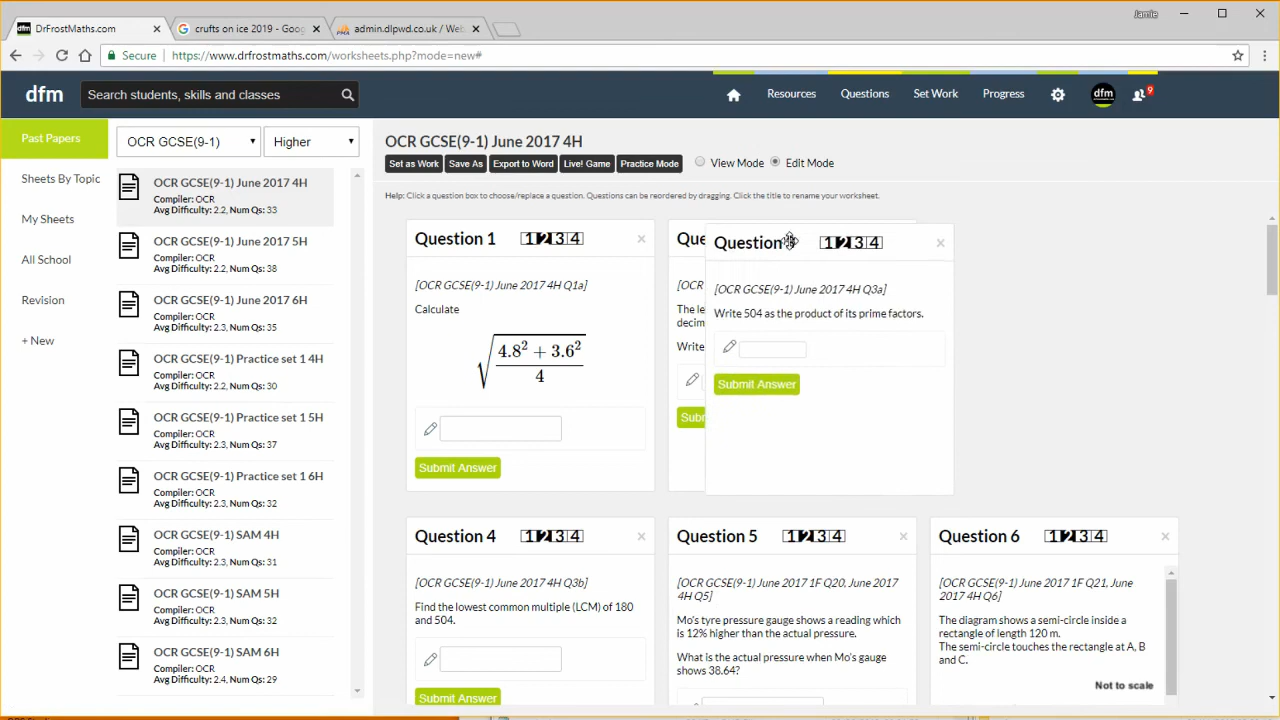 Jamie
DrFrostMaths.com
crufts on ice 2019 - Goog
admin.dlpwd.co.uk / Web
Secure
https://www.drfrostmaths.com/worksheets.php?mode=new#
dfm
Search students, skills and classes
Resources
Questions
Set Work
Progress
dfm
9
Past Papers
Sheets By Topic
My Sheets
All School
Revision
+ New
OCR GCSE(9-1)
Higher
OCR GCSE(9-1) June 2017 4H
Compiler: OCR
Avg Difficulty: 2.2, Num Qs: 33
OCR GCSE(9-1) June 2017 5H
Compiler: OCR
Avg Difficulty: 2.2, Num Qs: 38
OCR GCSE(9-1) June 2017 6H
Compiler: OCR
Avg Difficulty: 2.3, Num Qs: 35
OCR GCSE(9-1) Practice set 1 4H
Compiler: OCR
Avg Difficulty: 2.2, Num Qs: 30
OCR GCSE(9-1) Practice set 1 5H
Compiler: OCR
Avg Difficulty: 2.3, Num Qs: 37
OCR GCSE(9-1) Practice set 1 6H
Compiler: OCR
Avg Difficulty: 2.3, Num Qs: 32
OCR GCSE(9-1) SAM 4H
Compiler: OCR
Avg Difficulty: 2.3, Num Qs: 31
OCR GCSE(9-1) SAM 5H
Compiler: OCR
Avg Difficulty: 2.3, Num Qs: 32
OCR GCSE(9-1) SAM 6H
Compiler: OCR
Avg Difficulty: 2.4, Num Qs: 29
OCR GCSE(9-1) June 2017 4H
Set as Work
Save As
Export to Word
Live! Game
Practice Mode
View Mode
Edit Mode
Help: Click a question box to choose/replace a question. Questions can be reordered by dragging. Click the title to rename your worksheet.
Question 1
1 2 3 4
[OCR GCSE(9-1) June 2017 4H Q1a]
Calculate
√((4.8² + 3.6²)/4)
Submit Answer
Que
[OCR
The le
decim
Write
Subr
Question
1 2 3 4
[OCR GCSE(9-1) June 2017 4H Q3a]
Write 504 as the product of its prime factors.
Submit Answer
Question 4
1 2 3 4
[OCR GCSE(9-1) June 2017 4H Q3b]
Find the lowest common multiple (LCM) of 180
and 504.
Submit Answer
Question 5
1 2 3 4
[OCR GCSE(9-1) June 2017 1F Q20, June 2017
4H Q5]
Mo's tyre pressure gauge shows a reading which
is 12% higher than the actual pressure.
What is the actual pressure when Mo's gauge
shows 38.64?
Question 6
1 2 3 4
[OCR GCSE(9-1) June 2017 1F Q21, June
2017 4H Q6]
The diagram shows a semi-circle inside a
rectangle of length 120 m.
The semi-circle touches the rectangle at A, B
and C.
Not to scale